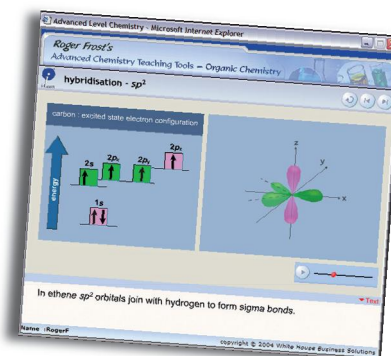 Advanced Level Chemistry - Microsoft Internet Explorer
Roger Frost's
Advanced Chemistry Teaching Tools – Organic Chemistry
hybridisation - sp²
carbon : excited state electron configuration
energy
2s
2pₓ
1s
z
y
x
Text
In ethene sp² orbitals join with hydrogen to form sigma bonds.
Name :RogerF
copyright © 2004 White House Business Solutions